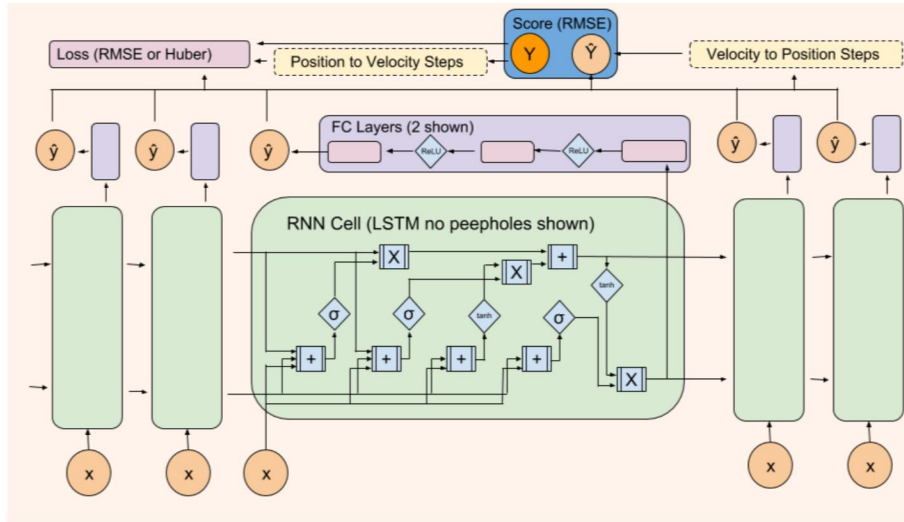 Score (RMSE)
Loss (RMSE or Huber)
Y
Ŷ
Position to Velocity Steps
Velocity to Position Steps
ŷ
ŷ
ŷ
FC Layers (2 shown)
ReLU
ReLU
ŷ
ŷ
RNN Cell (LSTM no peepholes shown)
X
+
X
tanh
σ
σ
tanh
σ
+
+
+
+
X
x
x
x
x
x